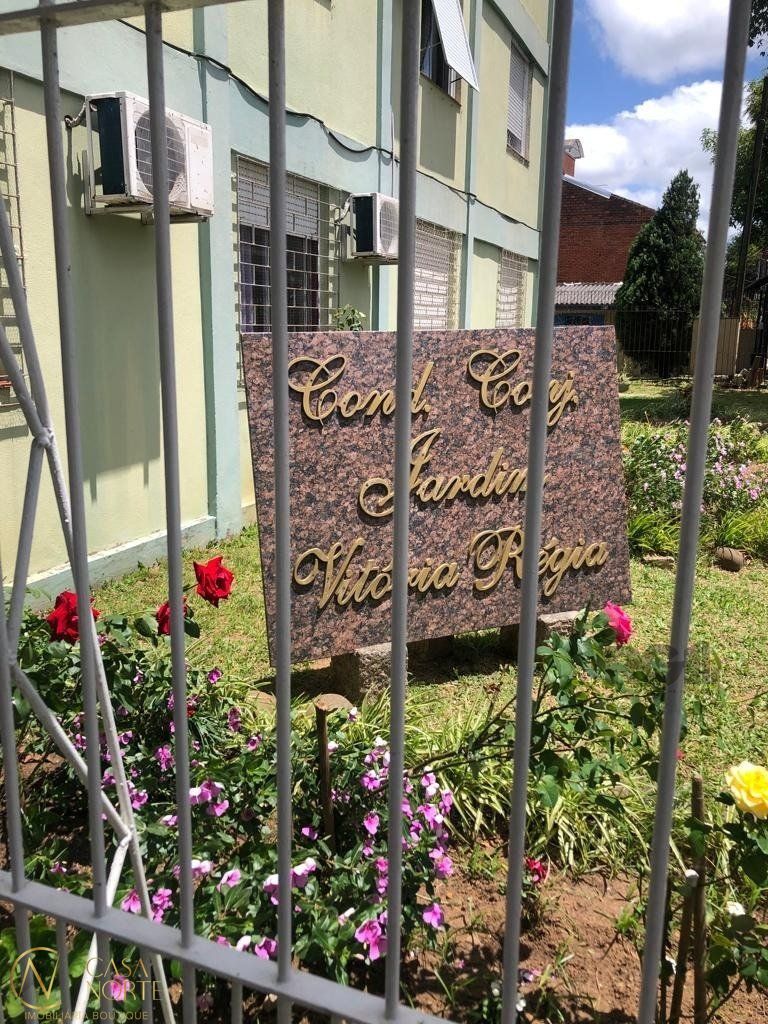 Cond. Conj.
Jardim
Vitória Régia
CASA
NORTE
IMOBILIÁRIA BOUTIQUE